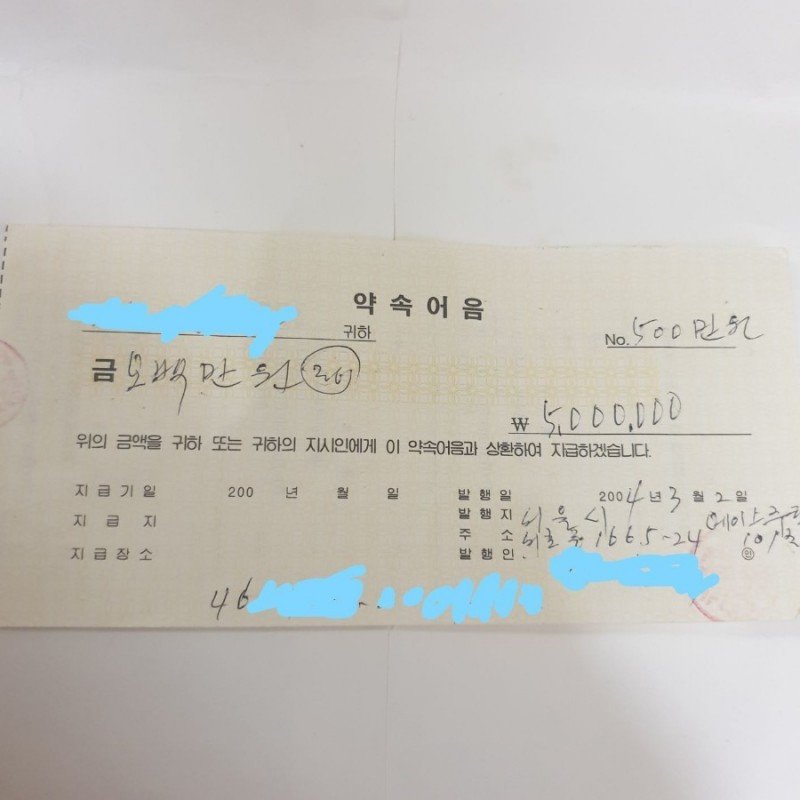 약속어음
귀하
No. 500만원
금 오백만원
₩ 5,000,000
위의 금액을 귀하 또는 귀하의 지시인에게 이 약속어음과 상환하여 지급하겠습니다.
지급기일 200 년 월 일
지급지
지급장소
발행일 2004년 3월 2일
발행지 서울시
주소 서초동 1665-24 에이스
발행인 ㊞
46